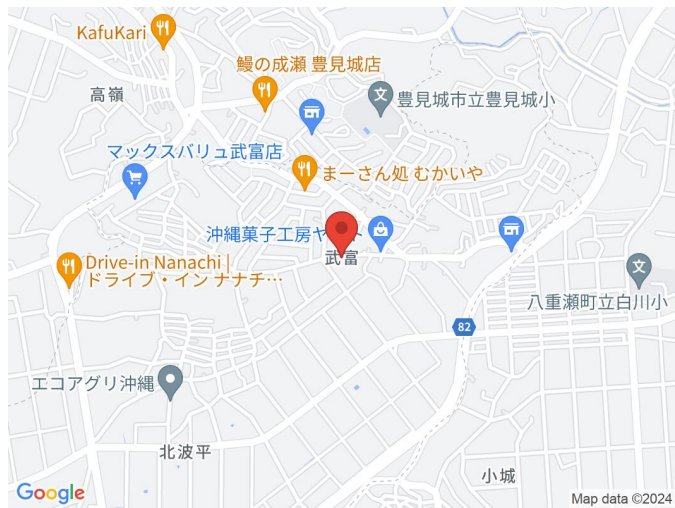 KafuKari
鰻の成瀬 豊見城店
高嶺
文
豊見城市立豊見城小
マックスバリュ武富店
まーさん処 むかいや
沖縄菓子工房ヤ
ト
武富
Drive-in Nanachi |
ドライブ・イン ナナチ…
文
八重瀬町立白川小
82
エコアグリ沖縄
北波平
小城
Google
Map data ©2024